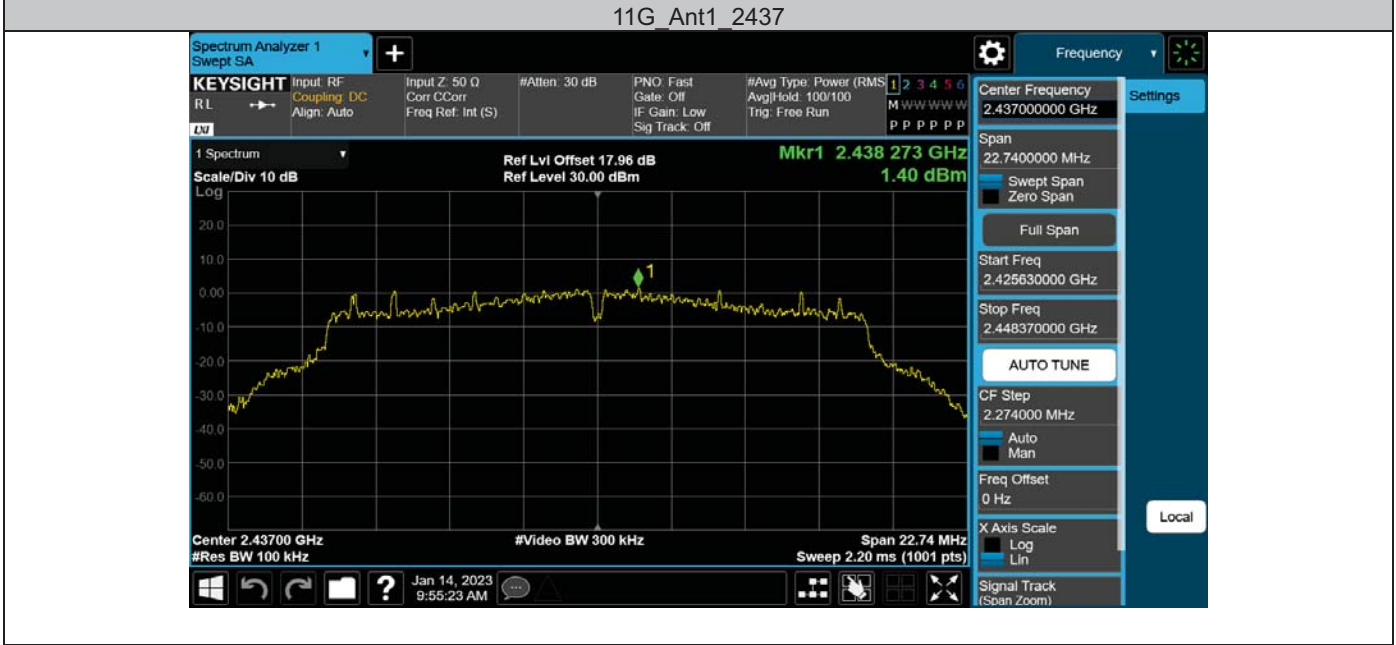 11G_Ant1_2437
Spectrum Analyzer 1
Swept SA
+
Frequency
KEYSIGHT
RL
LXI
Input: RF
Coupling: DC
Align: Auto
Input Z: 50 Ω
Corr CCorr
Freq Ref: Int (S)
#Atten: 30 dB
PNO: Fast
Gate: Off
IF Gain: Low
Sig Track: Off
#Avg Type: Power (RMS
Avg|Hold: 100/100
Trig: Free Run
1 2 3 4 5 6
M W W W W W
P P P P P P
1 Spectrum
Scale/Div 10 dB
Log
Ref Lvl Offset 17.96 dB
Ref Level 30.00 dBm
Mkr1 2.438 273 GHz
1.40 dBm
20.0
10.0
0.00
-10.0
-20.0
-30.0
-50.0
-60.0
1
Center 2.43700 GHz
#Res BW 100 kHz
#Video BW 300 kHz
Span 22.74 MHz
Sweep 2.20 ms (1001 pts)
?
Jan 14, 2023
9:55:23 AM
Center Frequency
2.437000000 GHz
Settings
Span
22.7400000 MHz
Swept Span
Zero Span
Full Span
Start Freq
2.425630000 GHz
Stop Freq
2.448370000 GHz
AUTO TUNE
CF Step
2.274000 MHz
Auto
Man
Freq Offset
0 Hz
X Axis Scale
Log
Lin
Local
Signal Track
(Span Zoom)